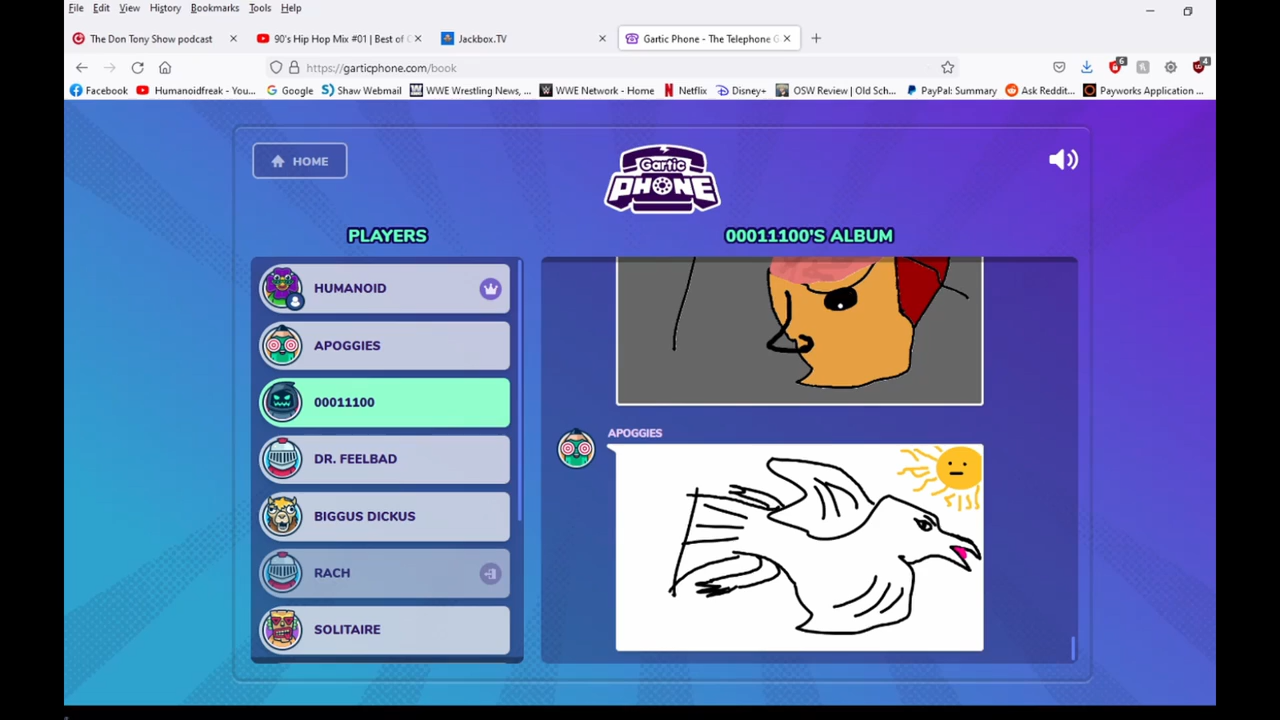 File Edit View History Bookmarks Tools Help
The Don Tony Show podcast
90's Hip Hop Mix #01 | Best of
Jackbox.TV
Gartic Phone - The Telephone G
https://garticphone.com/book
6
4
Facebook
Humanoidfreak - You...
Google
Shaw Webmail
WWE Wrestling News, ...
WWE Network - Home
Netflix
Disney+
OSW Review | Old Sch...
PayPal: Summary
Ask Reddit...
Payworks Application ...
HOME
Gartic
PHONE
PLAYERS
00011100'S ALBUM
HUMANOID
APOGGIES
00011100
DR. FEELBAD
BIGGUS DICKUS
RACH
SOLITAIRE
APOGGIES